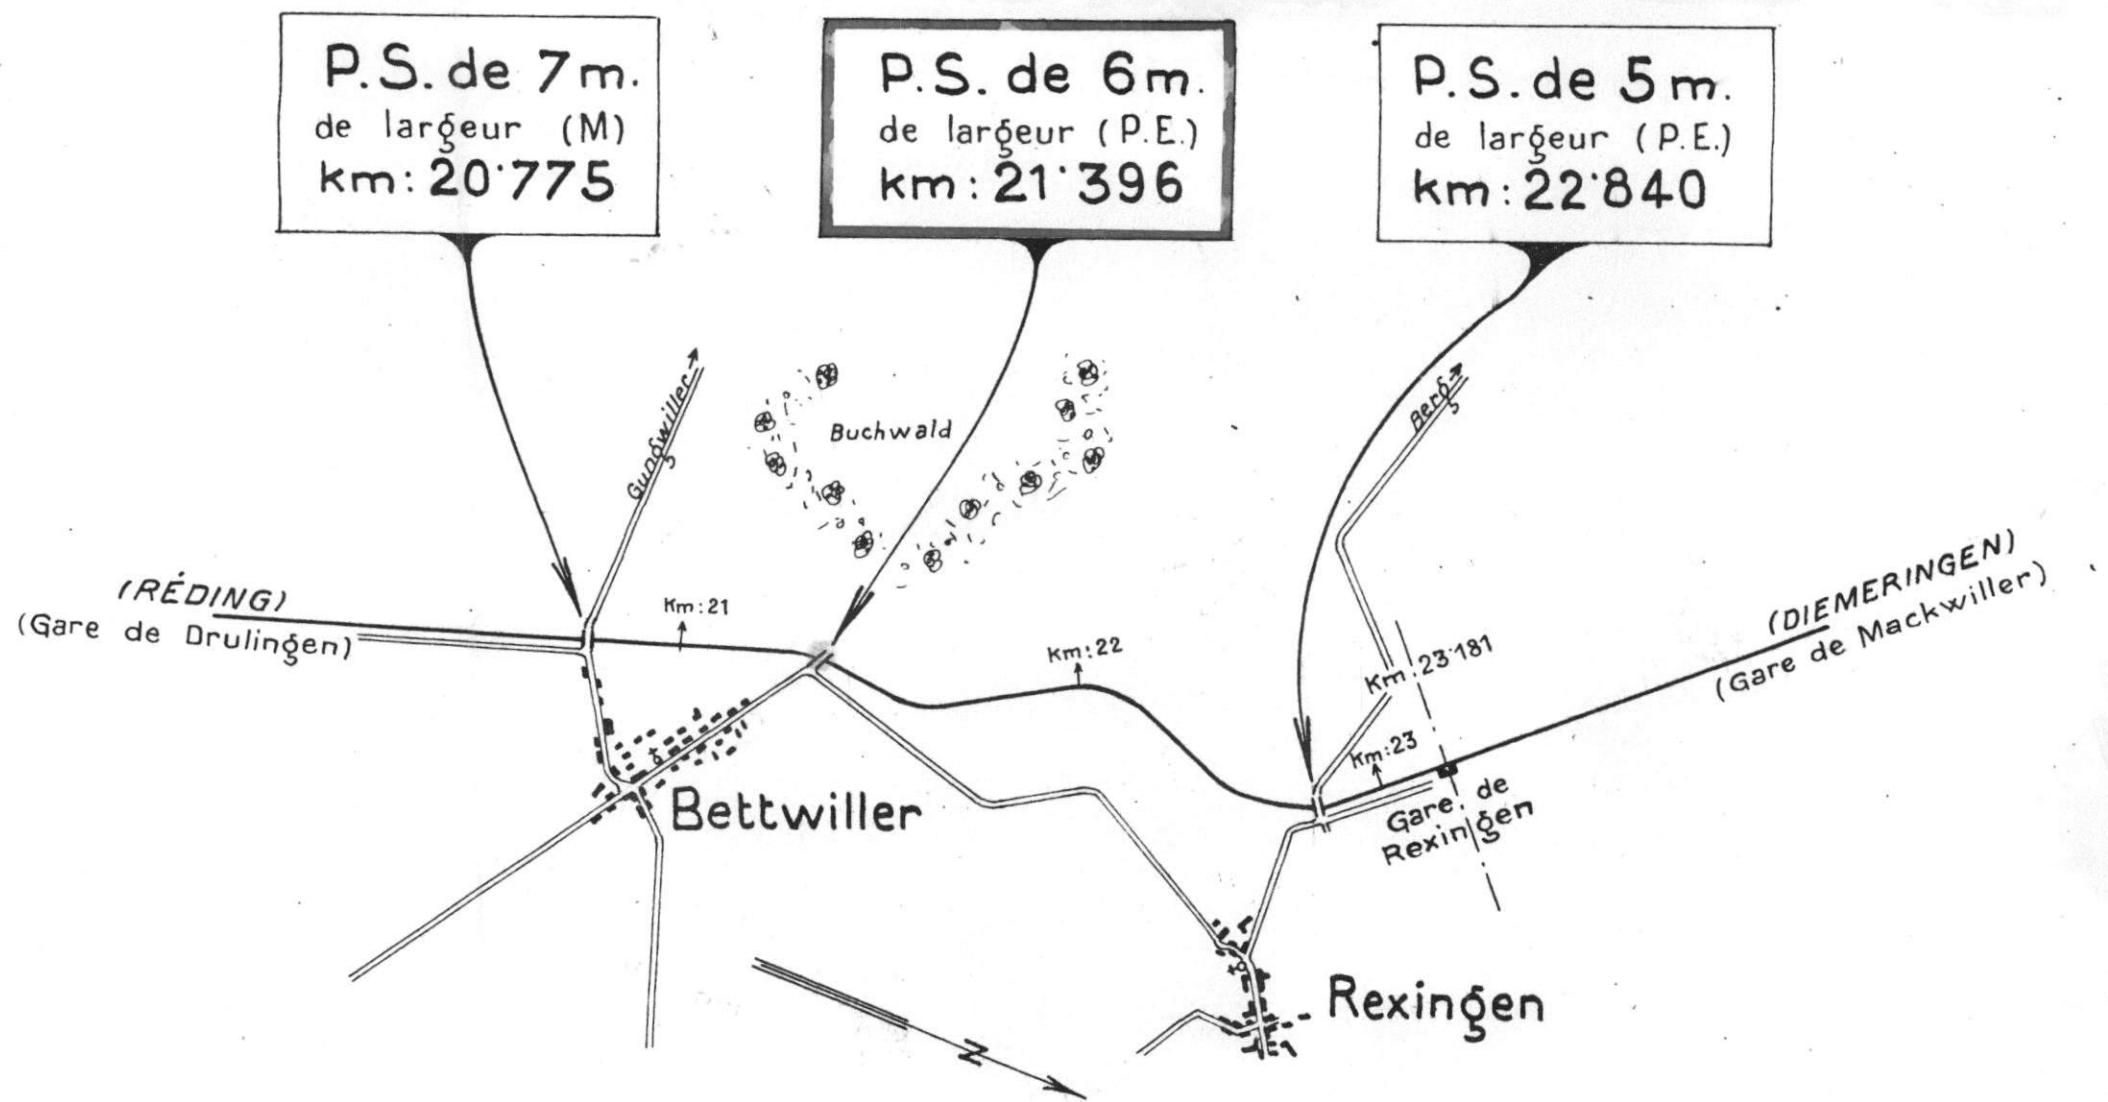 P.S. de 7m.
de largeur (M)
km: 20·775
P.S. de 6m.
de largeur (P.E.)
km: 21·396
P.S. de 5m.
de largeur (P.E.)
km: 22·840
Gungwiller
Buchwald
Berg
(RÉDING)
(Gare de Drulingen)
Km:21
Km:22
Km:23·181
Km:23
(DIEMERINGEN)
(Gare de Mackwiller)
Gare de
Rexingen
Bettwiller
Rexingen
N